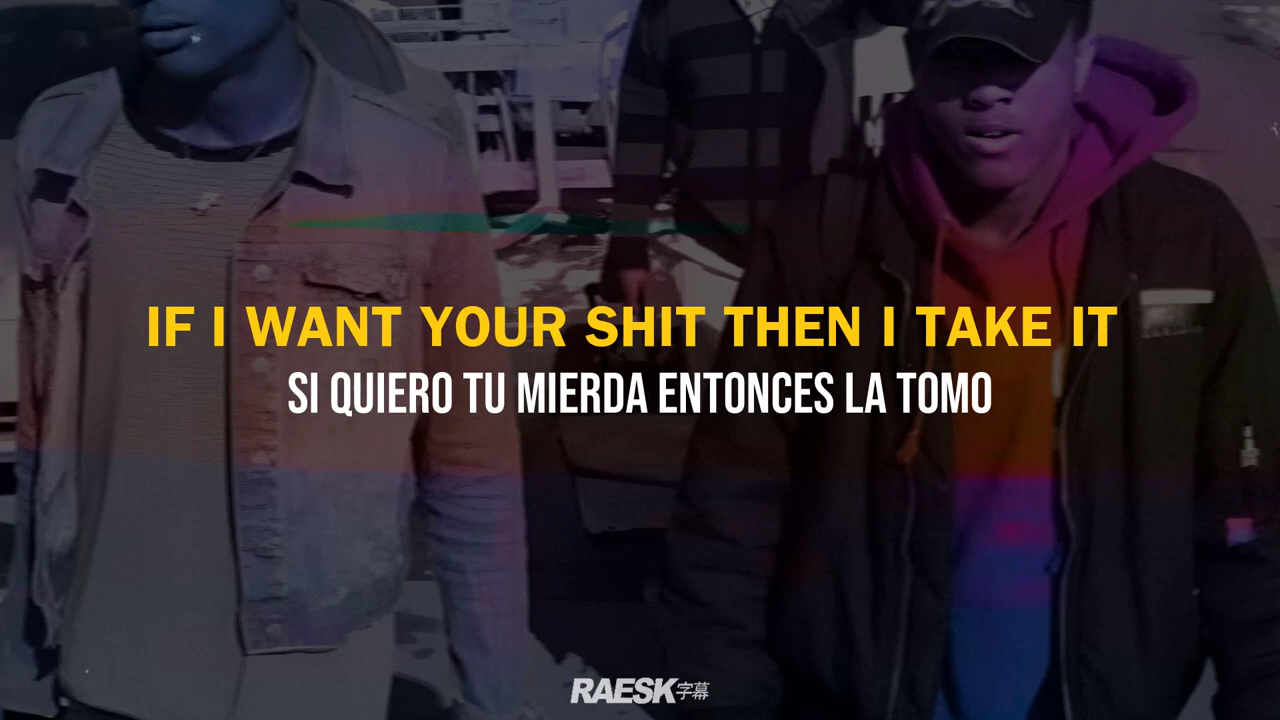 IF I WANT YOUR SHIT THEN I TAKE IT
SI QUIERO TU MIERDA ENTONCES LA TOMO
RAESK字幕